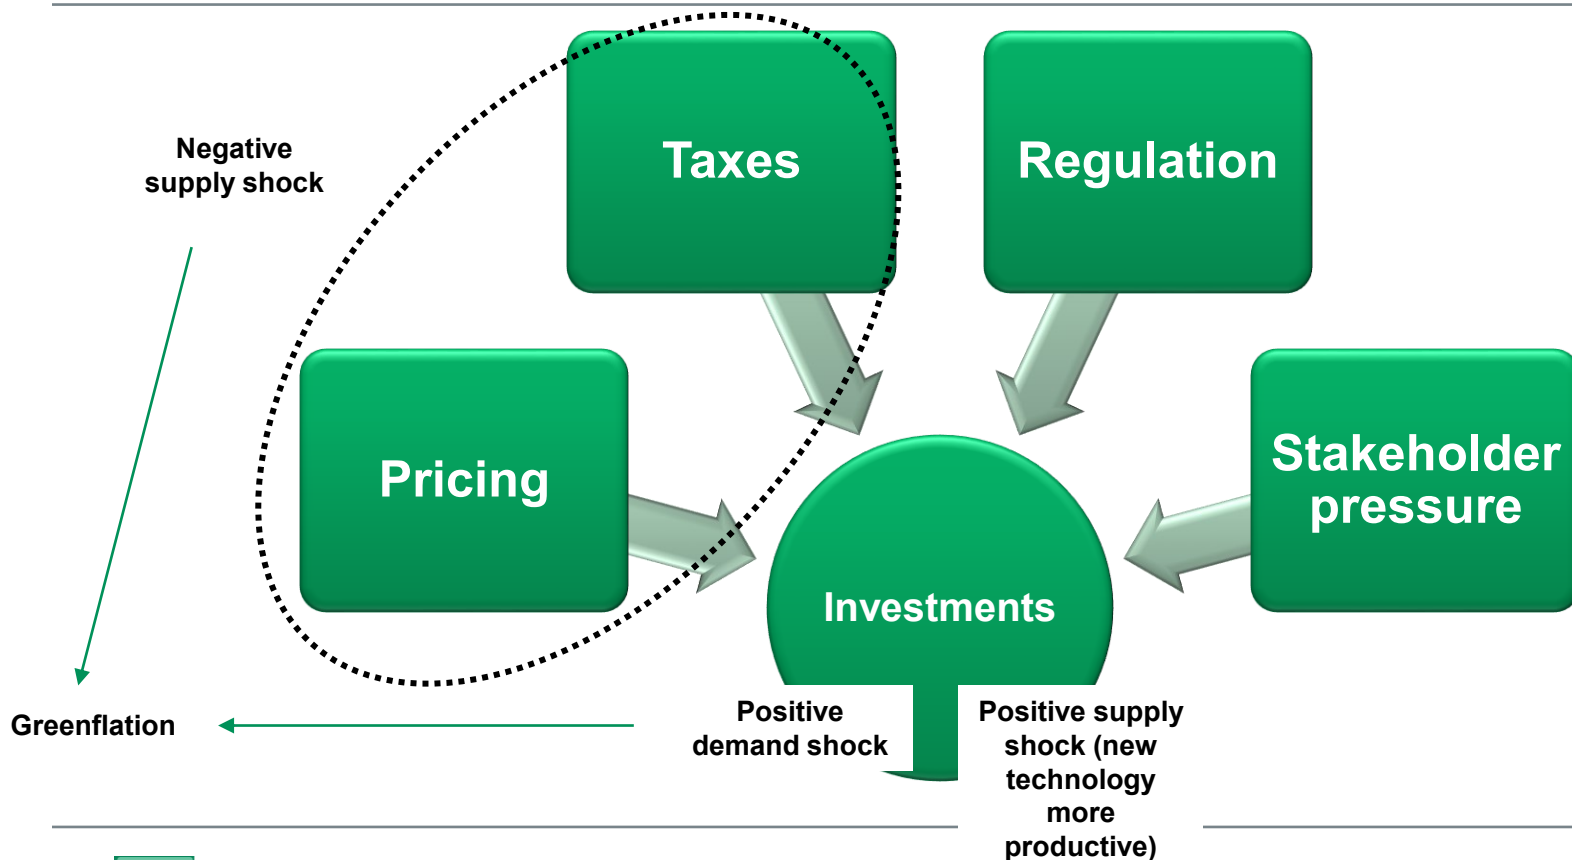 Taxes
Regulation
Negative
supply shock
Pricing
Stakeholder
pressure
Investments
Greenflation
Positive
demand shock
Positive supply
shock (new
technology
more
productive)